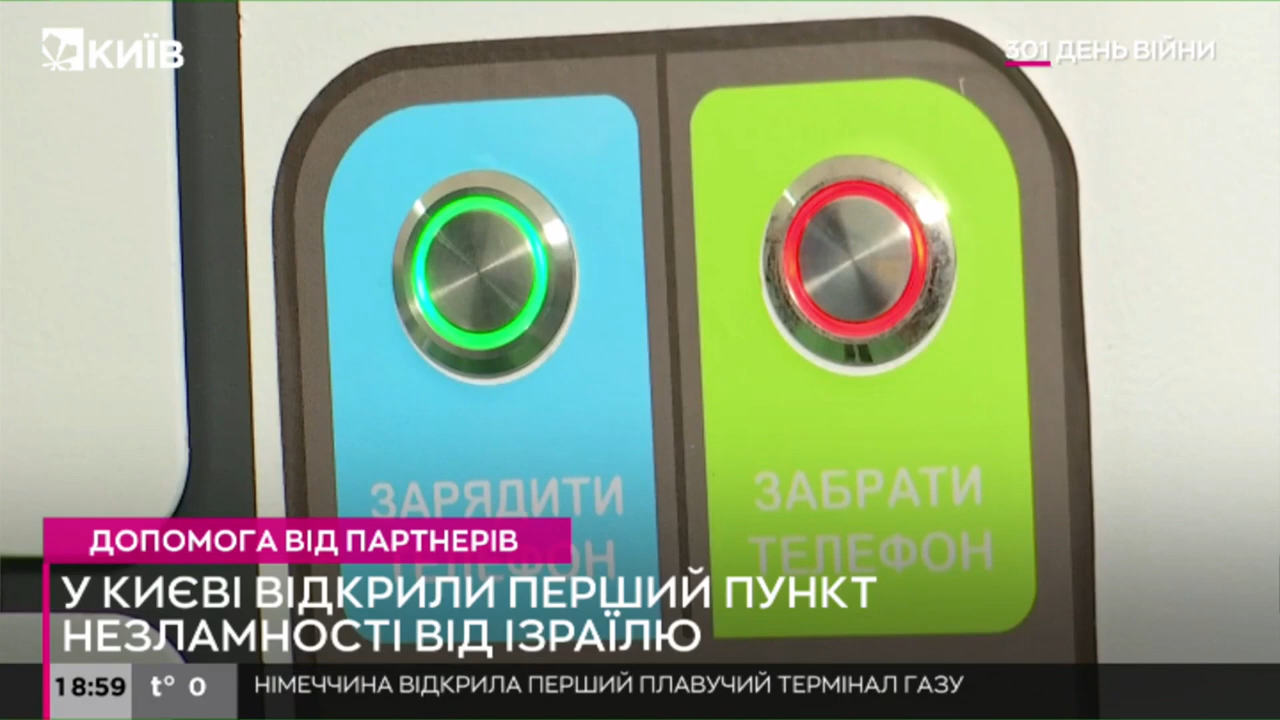 КИЇВ
301 ДЕНЬ ВІЙНИ
ЗАРЯДИТИ
ТЕЛЕФОН
ЗАБРАТИ
ТЕЛЕФОН
ДОПОМОГА ВІД ПАРТНЕРІВ
У КИЄВІ ВІДКРИЛИ ПЕРШИЙ ПУНКТ
НЕЗЛАМНОСТІ ВІД ІЗРАЇЛЮ
18:59 t° 0 НІМЕЧЧИНА ВІДКРИЛА ПЕРШИЙ ПЛАВУЧИЙ ТЕРМІНАЛ ГАЗУ